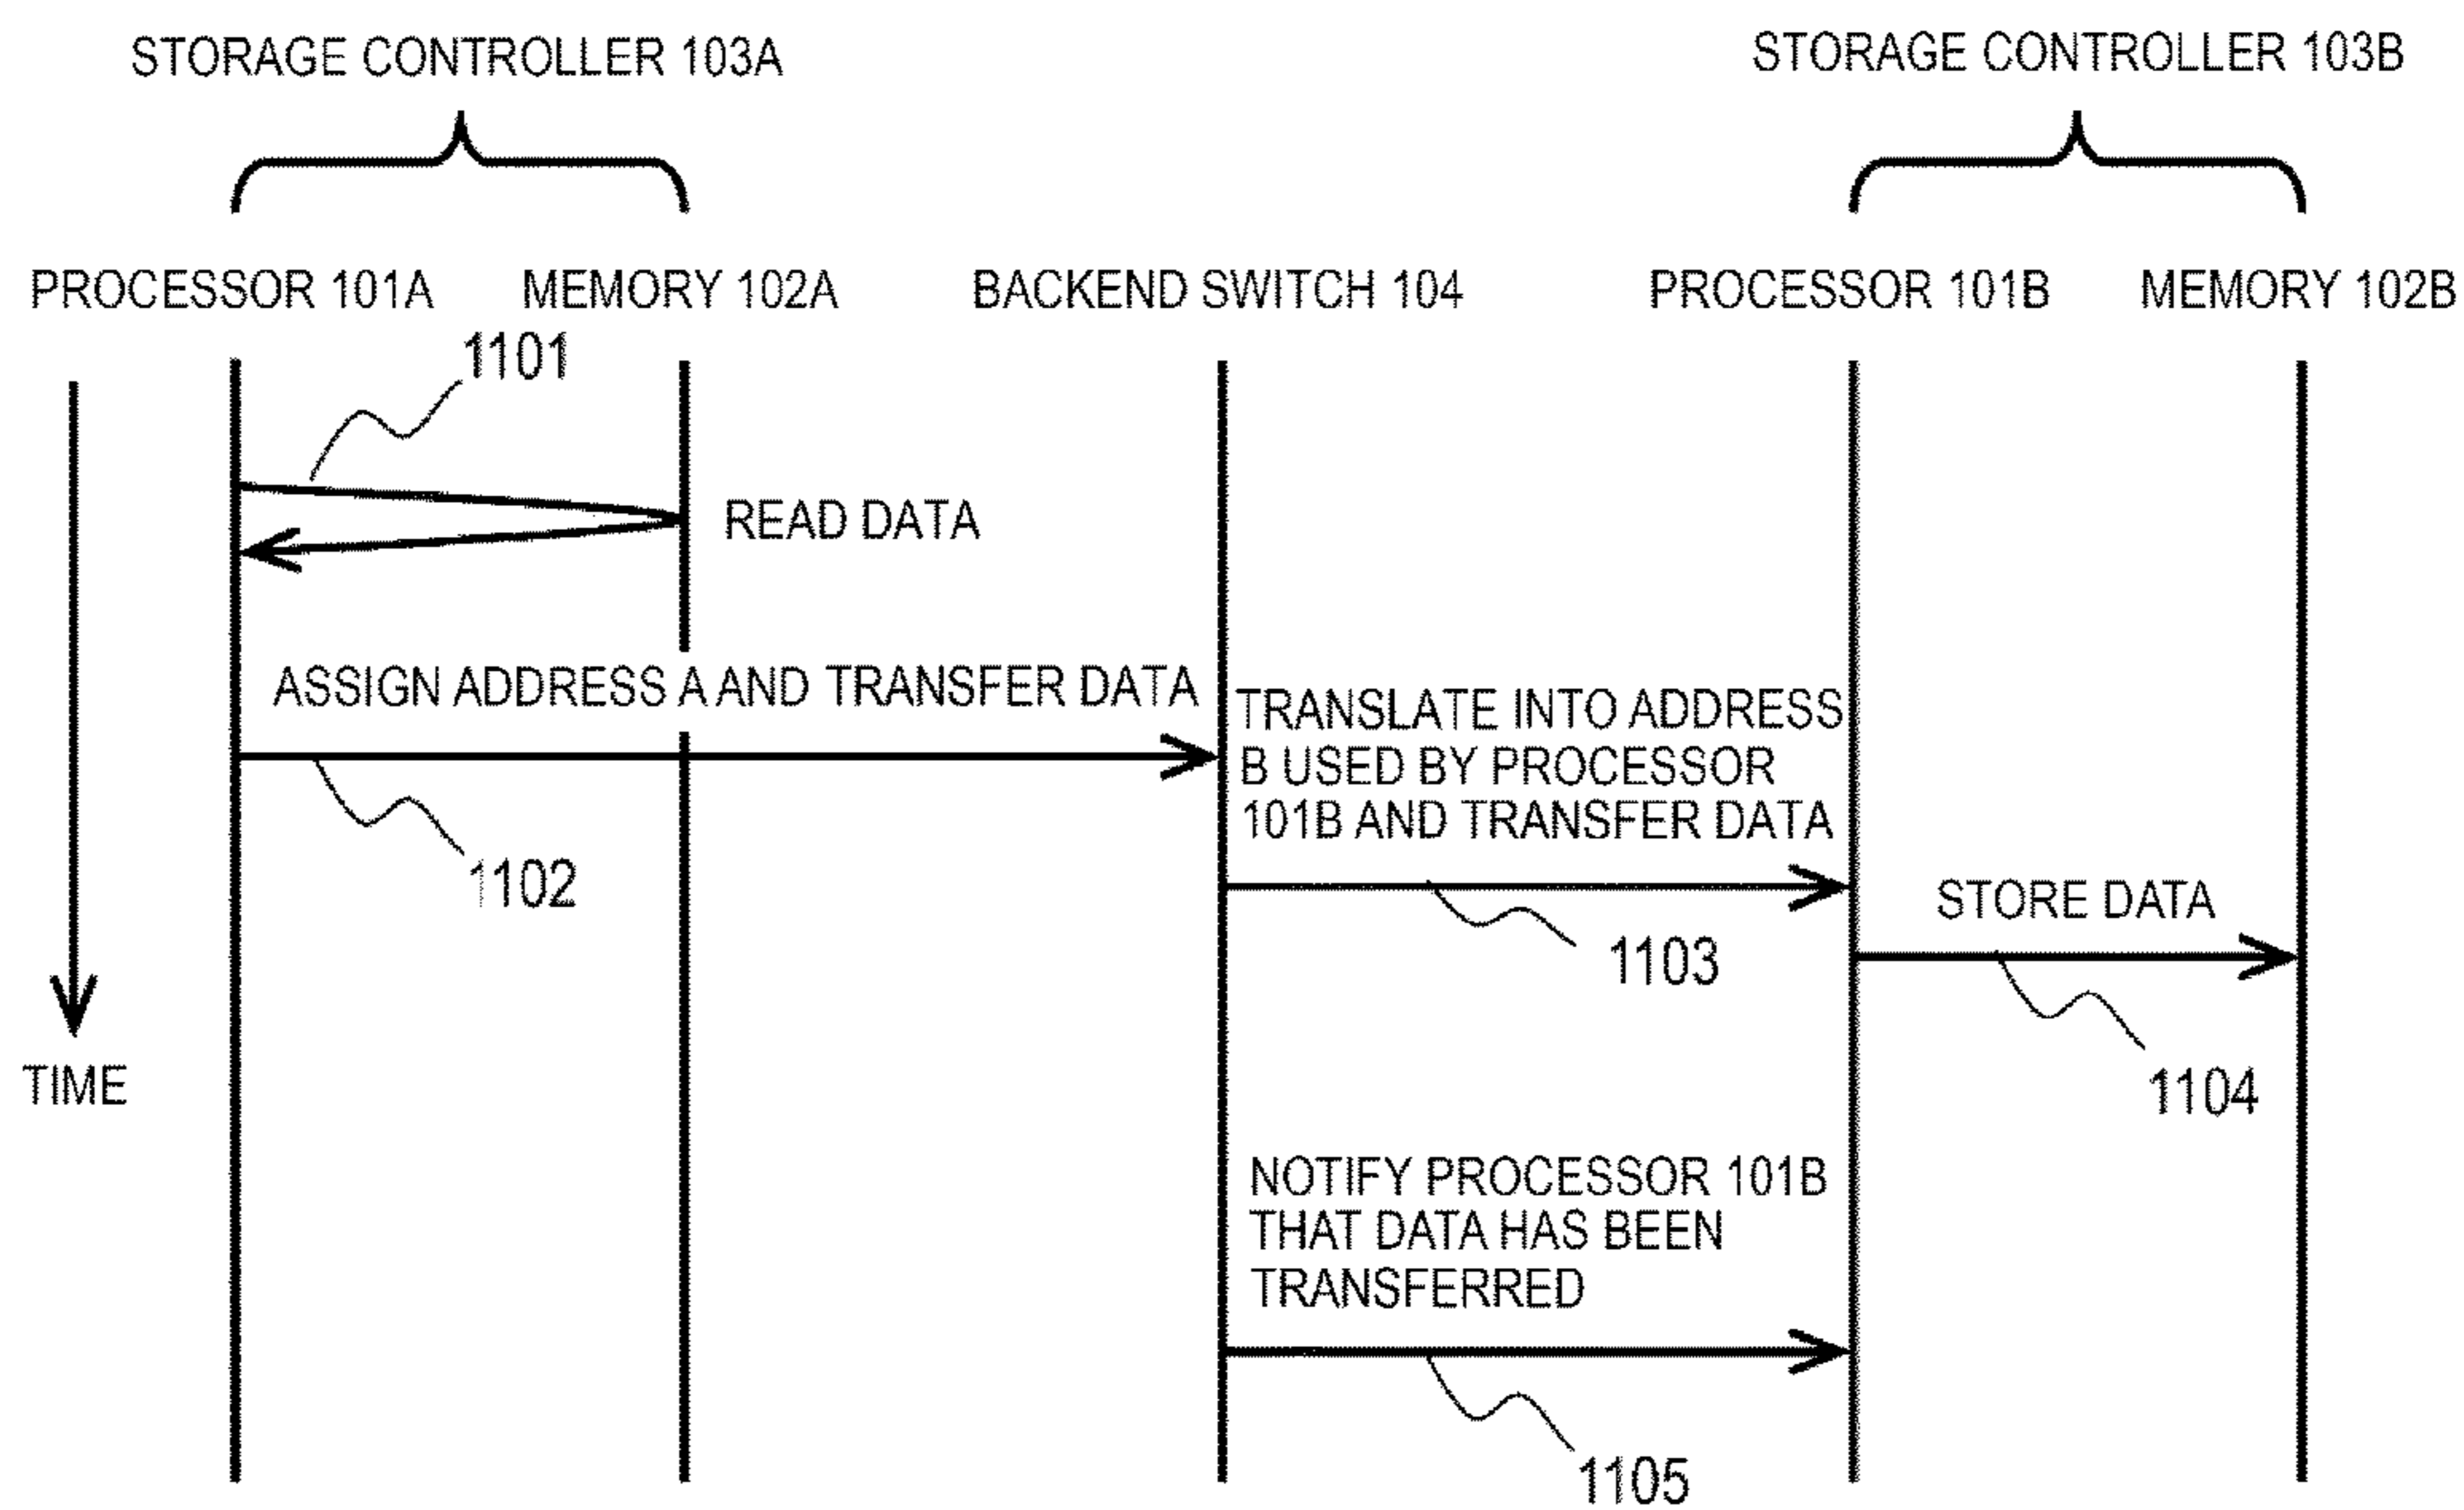 STORAGE CONTROLLER 103A
STORAGE CONTROLLER 103B
PROCESSOR 101A
MEMORY 102A
BACKEND SWITCH 104
PROCESSOR 101B
MEMORY 102B
1101
READ DATA
ASSIGN ADDRESS A AND TRANSFER DATA
TRANSLATE INTO ADDRESS
B USED BY PROCESSOR
101B AND TRANSFER DATA
1102
STORE DATA
1103
TIME
1104
NOTIFY PROCESSOR 101B
THAT DATA HAS BEEN
TRANSFERRED
1105